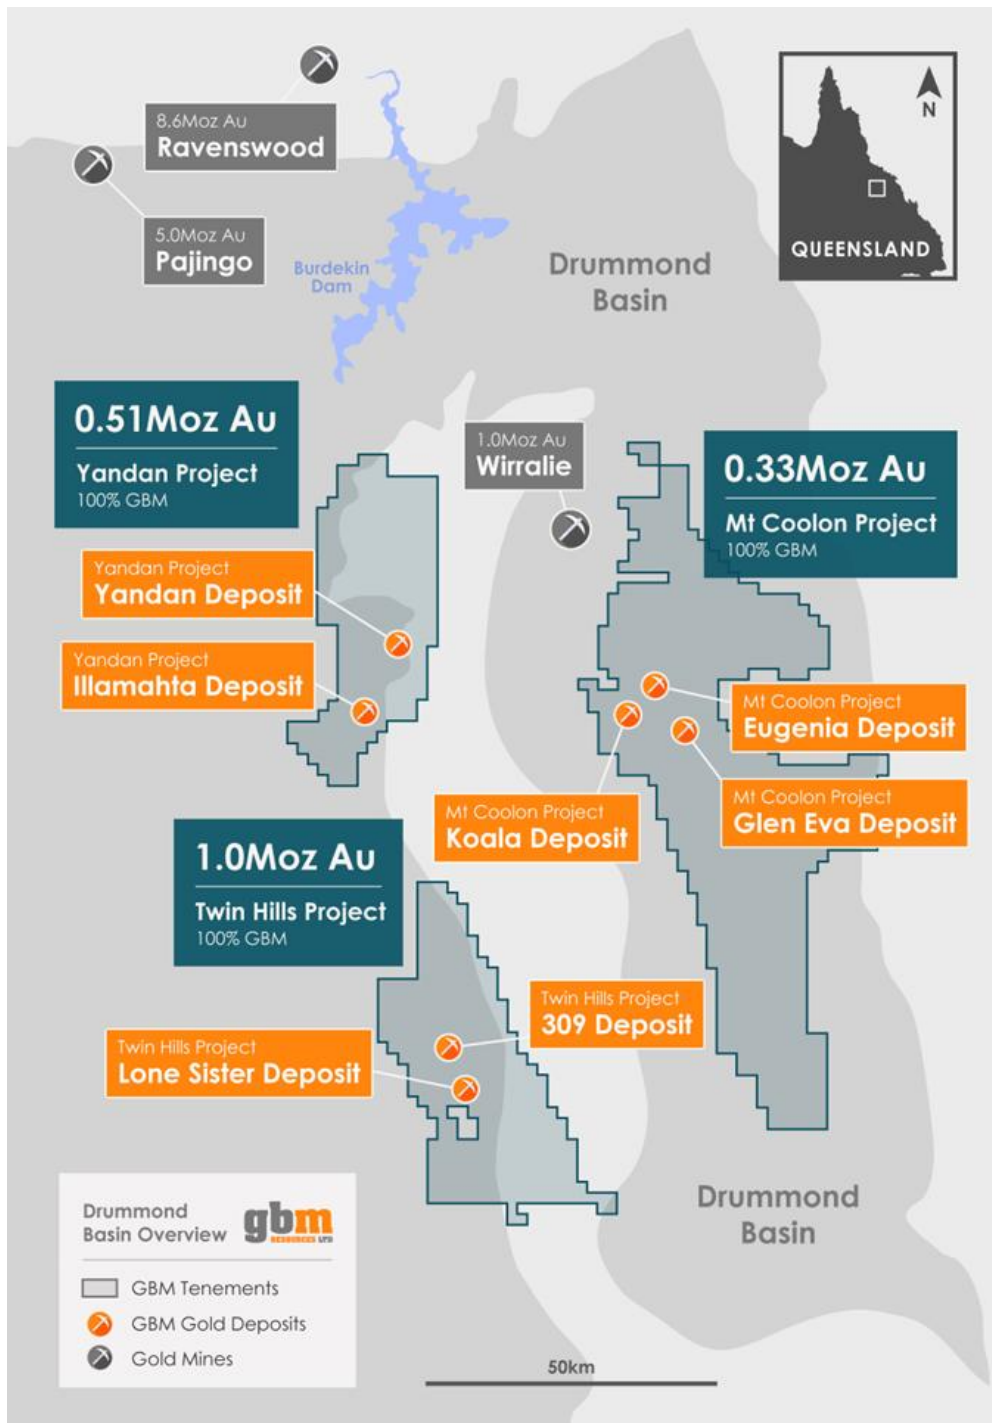 8.6Moz Au
Ravenswood
5.0Moz Au
Pajingo
Burdekin
Dam
Drummond
Basin
N
QUEENSLAND
0.51Moz Au
Yandan Project
100% GBM
1.0Moz Au
Wirralie
0.33Moz Au
Mt Coolon Project
100% GBM
Yandan Project
Yandan Deposit
Yandan Project
Illamahta Deposit
Mt Coolon Project
Eugenia Deposit
Mt Coolon Project
Koala Deposit
Mt Coolon Project
Glen Eva Deposit
1.0Moz Au
Twin Hills Project
100% GBM
Twin Hills Project
309 Deposit
Twin Hills Project
Lone Sister Deposit
Drummond
Basin
Drummond
Basin Overview
gbm
RESOURCES LTD
GBM Tenements
GBM Gold Deposits
Gold Mines
50km